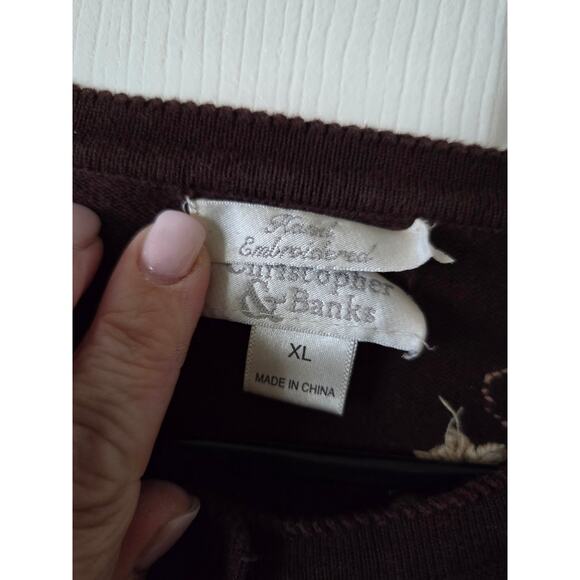 Hand
Embroidered
Christopher
& Banks
XL
MADE IN CHINA